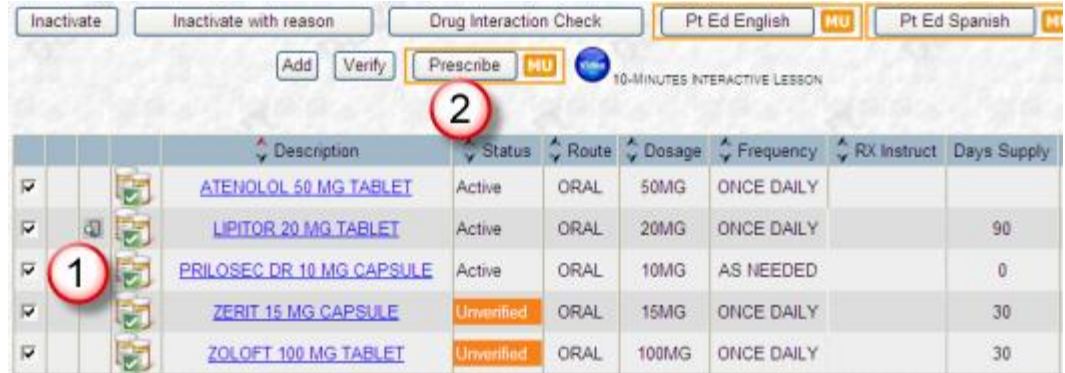 Inactivate Inactivate with reason Drug Interaction Check Pt Ed English MU Pt Ed Spanish
Add Verify Prescribe MU Video 10-MINUTES INTERACTIVE LESSON
2
Description Status Route Dosage Frequency RX Instruct Days Supply
ATENOLOL 50 MG TABLET Active ORAL 50MG ONCE DAILY
LIPITOR 20 MG TABLET Active ORAL 20MG ONCE DAILY 90
1 PRILOSEC DR 10 MG CAPSULE Active ORAL 10MG AS NEEDED 0
ZERIT 15 MG CAPSULE Unverified ORAL 15MG ONCE DAILY 30
ZOLOFT 100 MG TABLET Unverified ORAL 100MG ONCE DAILY 30